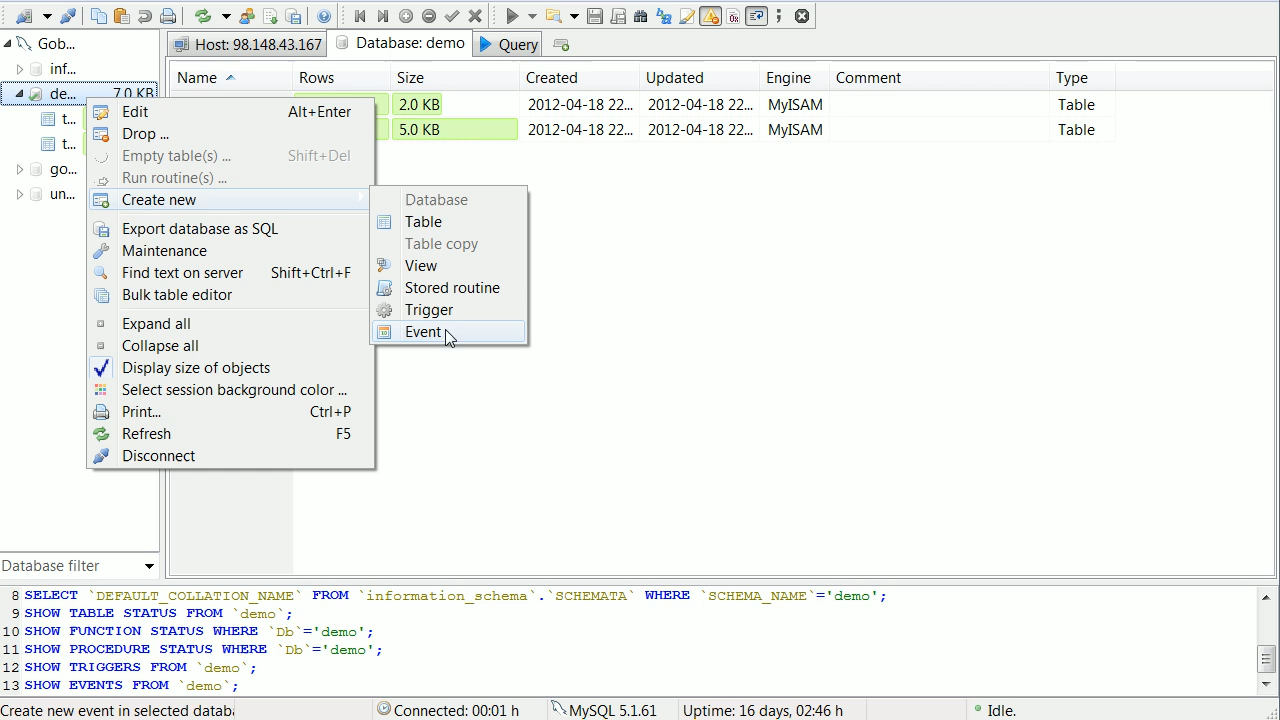 Gob...
inf...
de... 7.0 KB
t...
t...
go...
un...
Database filter
Host: 98.148.43.167
Database: demo
Query
Name Rows Size Created Updated Engine Comment Type
2.0 KB 2012-04-18 22... 2012-04-18 22... MyISAM Table
5.0 KB 2012-04-18 22... 2012-04-18 22... MyISAM Table
Edit Alt+Enter
Drop ...
Empty table(s) ... Shift+Del
Run routine(s) ...
Create new
Export database as SQL
Maintenance
Find text on server Shift+Ctrl+F
Bulk table editor
Expand all
Collapse all
Display size of objects
Select session background color ...
Print... Ctrl+P
Refresh F5
Disconnect
Database
Table
Table copy
View
Stored routine
Trigger
Event
8 SELECT `DEFAULT_COLLATION_NAME` FROM `information_schema`.`SCHEMATA` WHERE `SCHEMA_NAME`='demo';
9 SHOW TABLE STATUS FROM `demo`;
10 SHOW FUNCTION STATUS WHERE `Db`='demo';
11 SHOW PROCEDURE STATUS WHERE `Db`='demo';
12 SHOW TRIGGERS FROM `demo`;
13 SHOW EVENTS FROM `demo`;
Create new event in selected databa
Connected: 00:01 h
MySQL 5.1.61
Uptime: 16 days, 02:46 h
Idle.